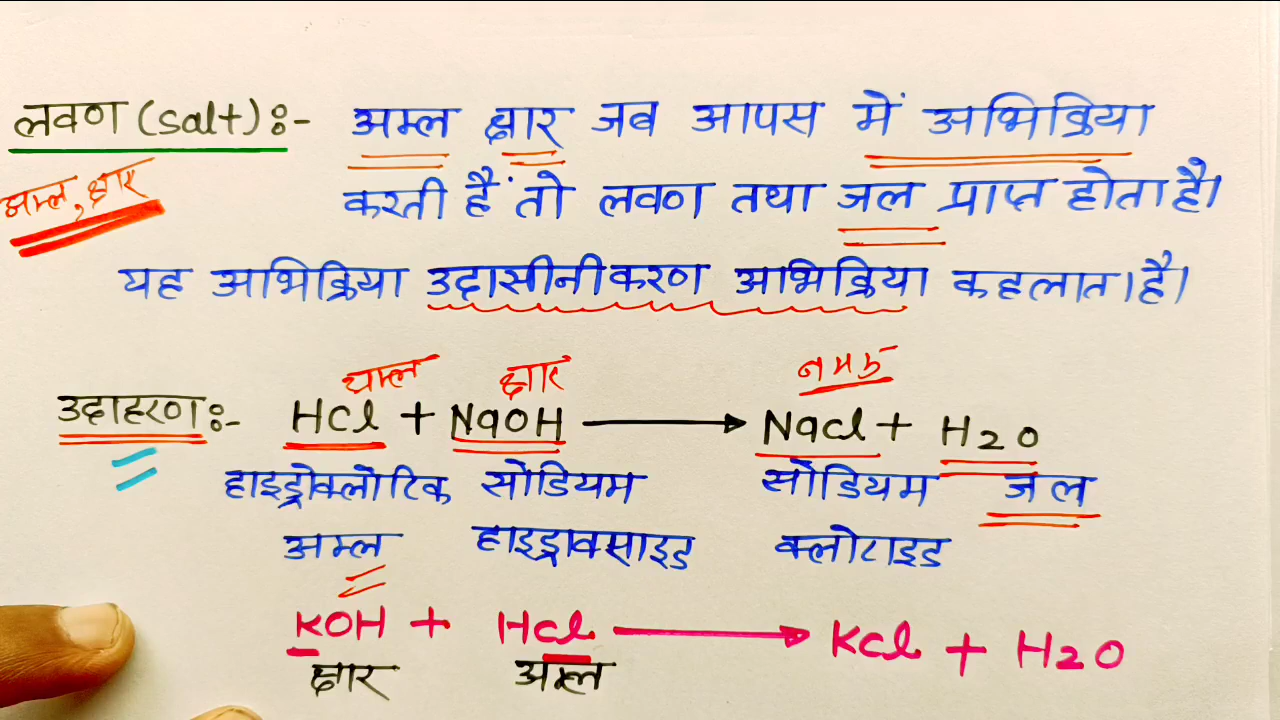 लवण (salt) :- अम्ल क्षार जब आपस में अभिक्रिया
अम्ल, क्षार
करती हैं तो लवण तथा जल प्राप्त होता है।
यह अभिक्रिया उदासीनीकरण अभिक्रिया कहलाता है।
अम्ल क्षार नमक
उदाहरण :- HCl + NaOH → NaCl + H2O
हाइड्रोक्लोरिक सोडियम सोडियम जल
अम्ल हाइड्राक्साइड क्लोराइड
KOH + HCl → KCl + H2O
क्षार अम्ल